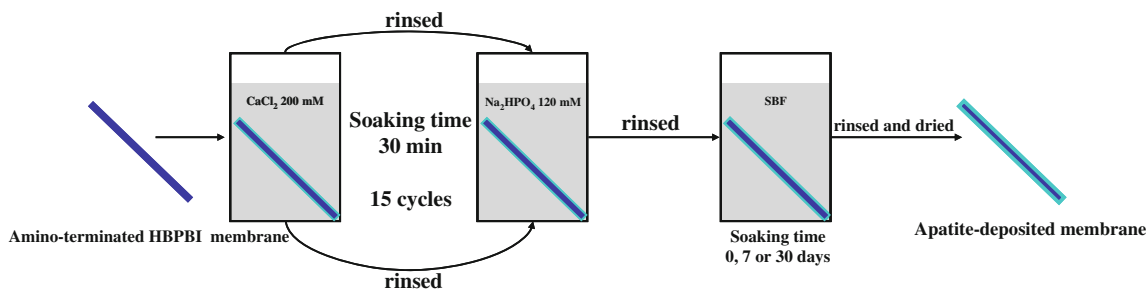 rinsed
CaCl₂ 200 mM
Soaking time
30 min
15 cycles
Na₂HPO₄ 120 mM
rinsed
SBF
rinsed and dried
Amino-terminated HBPBI membrane
rinsed
Soaking time
0, 7 or 30 days
Apatite-deposited membrane